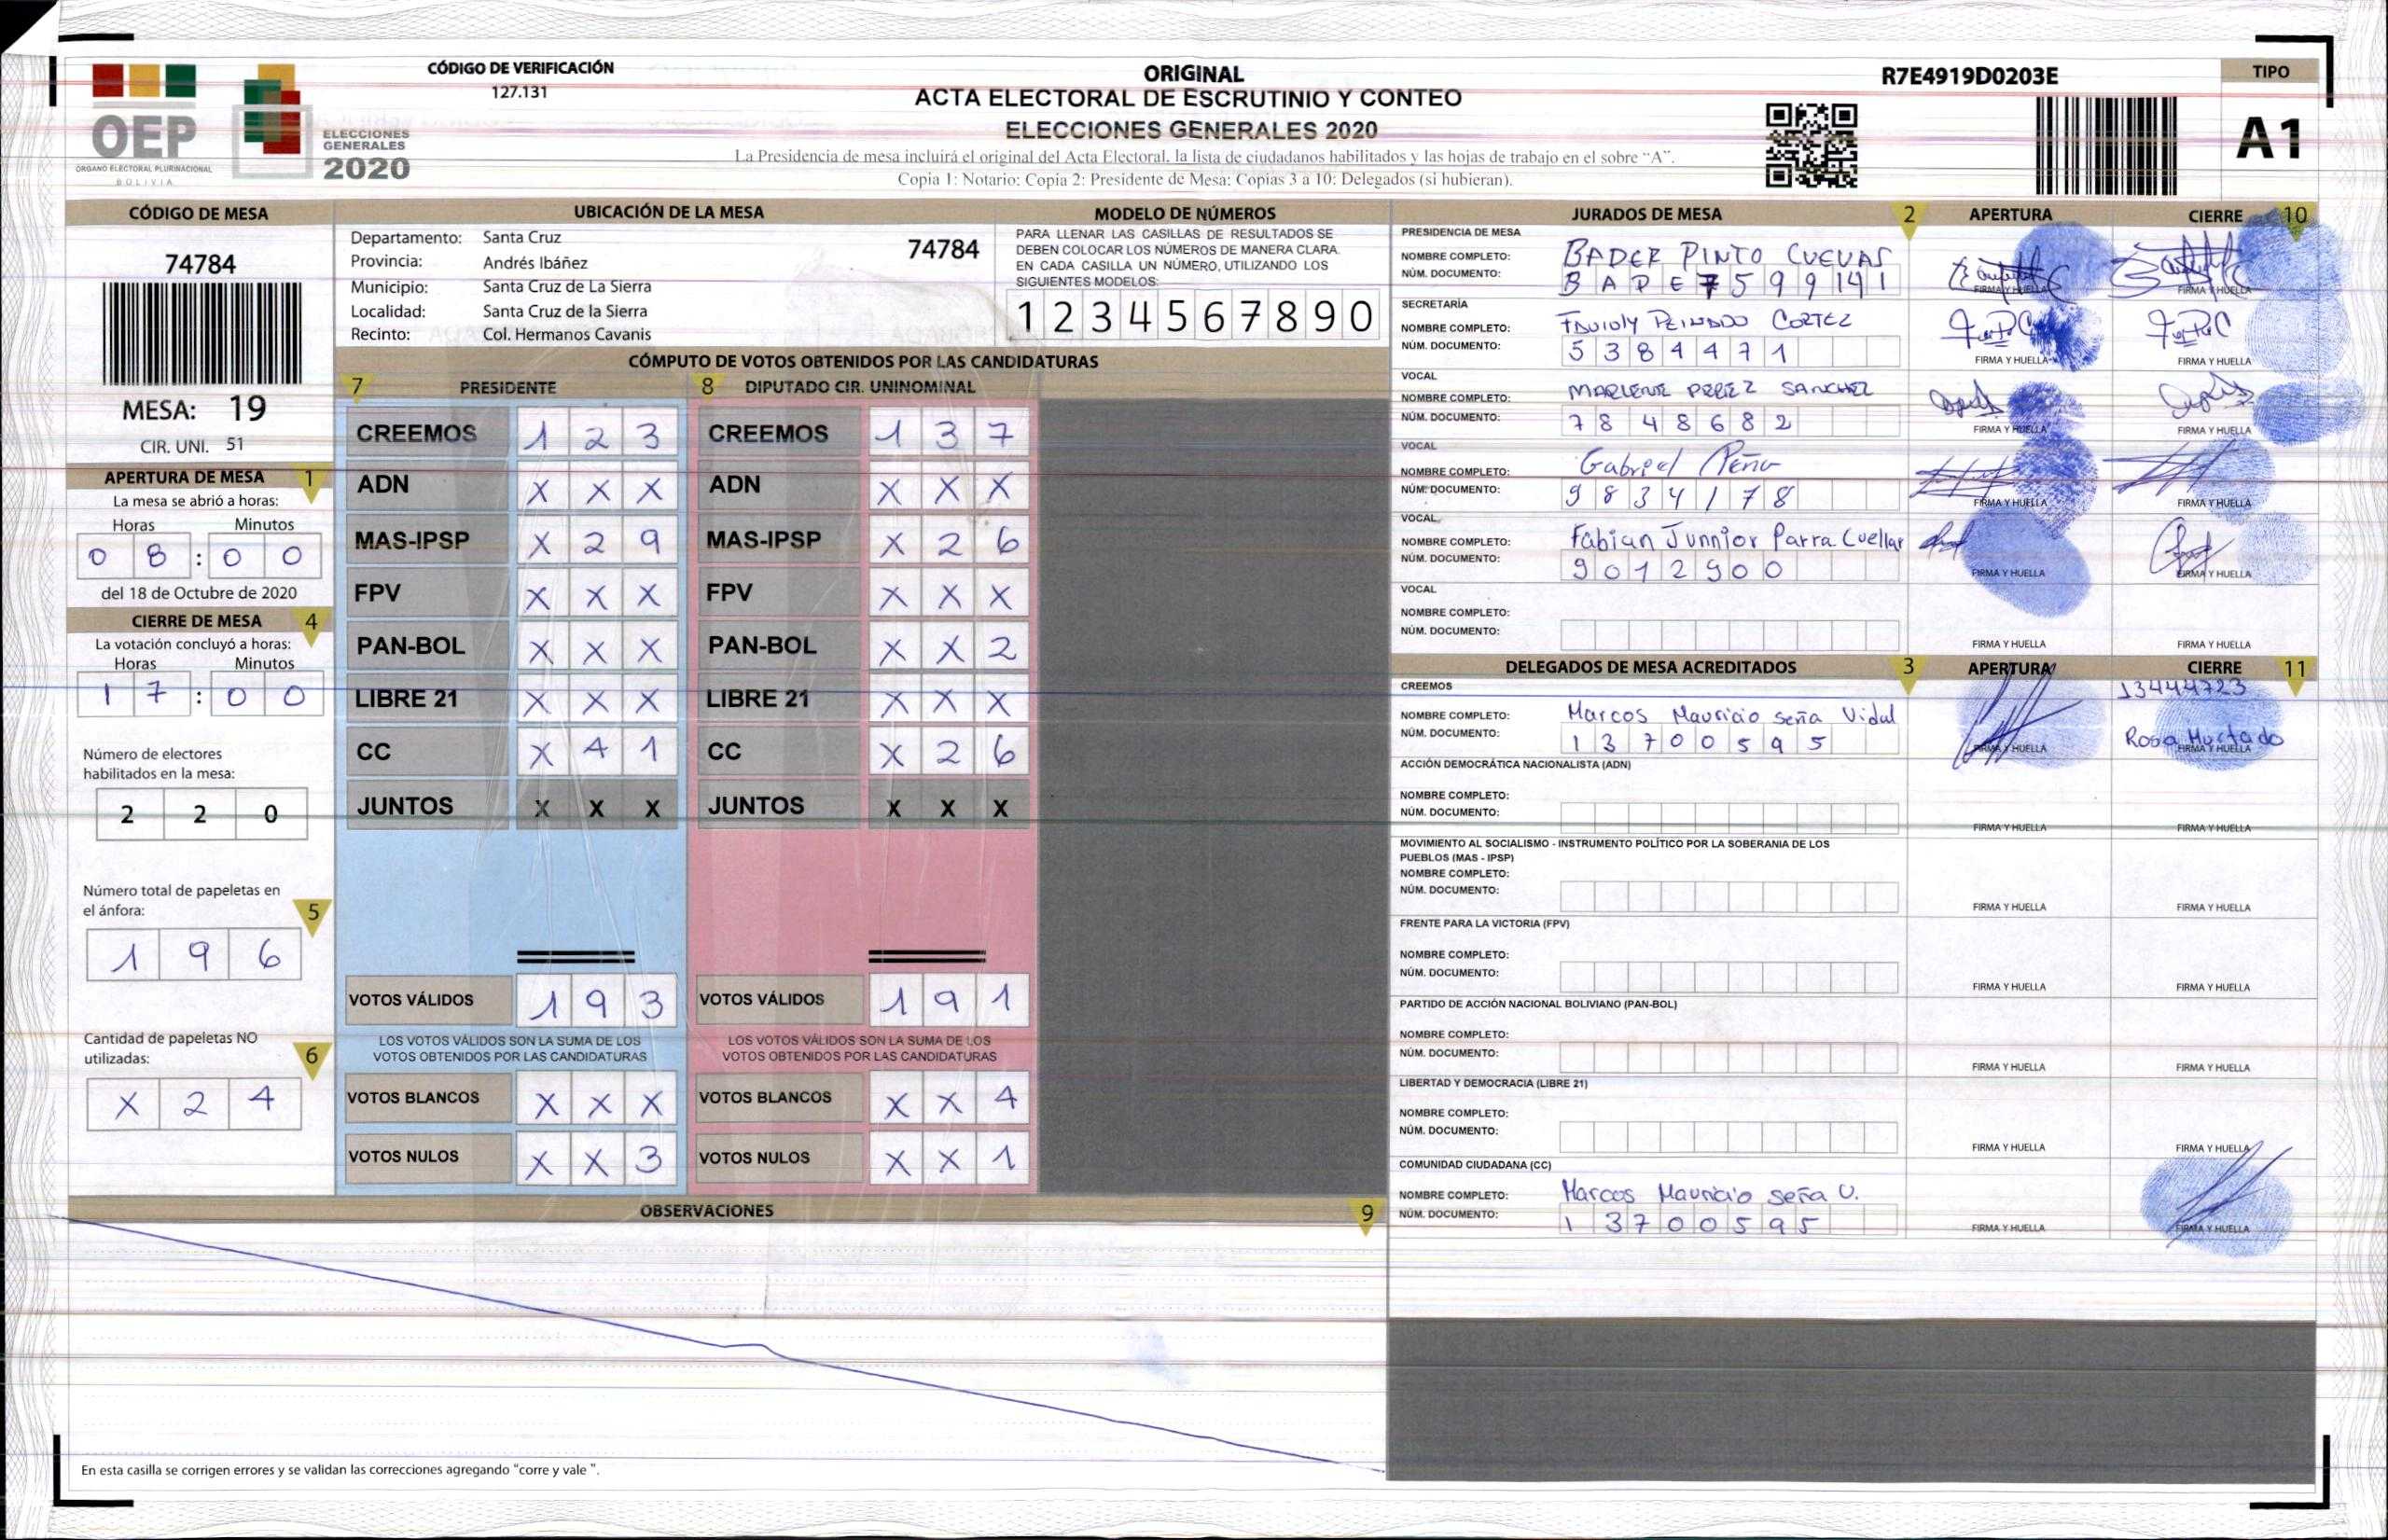 CÓDIGO DE VERIFICACIÓN
127.131
ORIGINAL
ACTA ELECTORAL DE ESCRUTINIO Y CONTEO
ELECCIONES GENERALES 2020
La Presidencia de mesa incluirá el original del Acta Electoral, la lista de ciudadanos habilitados y las hojas de trabajo en el sobre "A".
Copia 1: Notario; Copia 2: Presidente de Mesa; Copias 3 a 10: Delegados (si hubieran).
R7E4919D0203E
TIPO
A1
OEP
ÓRGANO ELECTORAL PLURINACIONAL
BOLIVIA
ELECCIONES
GENERALES
2020
CÓDIGO DE MESA
74784
MESA: 19
CIR. UNI. 51
APERTURA DE MESA 1
La mesa se abrió a horas:
Horas Minutos
0 8 : 0 0
del 18 de Octubre de 2020
CIERRE DE MESA 4
La votación concluyó a horas:
Horas Minutos
1 7 : 0 0
Número de electores
habilitados en la mesa:
2 2 0
Número total de papeletas en
el ánfora: 5
1 9 6
Cantidad de papeletas NO
utilizadas: 6
X 2 4
UBICACIÓN DE LA MESA
Departamento: Santa Cruz
74784
Provincia: Andrés Ibáñez
Municipio: Santa Cruz de La Sierra
Localidad: Santa Cruz de la Sierra
Recinto: Col. Hermanos Cavanis
MODELO DE NÚMEROS
PARA LLENAR LAS CASILLAS DE RESULTADOS SE
DEBEN COLOCAR LOS NÚMEROS DE MANERA CLARA.
EN CADA CASILLA UN NÚMERO, UTILIZANDO LOS
SIGUIENTES MODELOS:
1 2 3 4 5 6 7 8 9 0
CÓMPUTO DE VOTOS OBTENIDOS POR LAS CANDIDATURAS
7 PRESIDENTE 8 DIPUTADO CIR. UNINOMINAL
CREEMOS 1 2 3 CREEMOS 1 3 7
ADN X X X ADN X X X
MAS-IPSP X 2 9 MAS-IPSP X 2 6
FPV X X X FPV X X X
PAN-BOL X X X PAN-BOL X X 2
LIBRE 21 X X X LIBRE 21 X X X
CC X 4 1 CC X 2 6
JUNTOS X X X JUNTOS X X X
VOTOS VÁLIDOS 1 9 3 VOTOS VÁLIDOS 1 9 1
LOS VOTOS VÁLIDOS SON LA SUMA DE LOS LOS VOTOS VÁLIDOS SON LA SUMA DE LOS
VOTOS OBTENIDOS POR LAS CANDIDATURAS VOTOS OBTENIDOS POR LAS CANDIDATURAS
VOTOS BLANCOS X X X VOTOS BLANCOS X X 4
VOTOS NULOS X X 3 VOTOS NULOS X X 1
OBSERVACIONES 9
En esta casilla se corrigen errores y se validan las correcciones agregando "corre y vale ".
JURADOS DE MESA 2 APERTURA CIERRE 10
PRESIDENCIA DE MESA
NOMBRE COMPLETO: BADER PINTO CUEVAS
NÚM. DOCUMENTO: B A P E 7 5 9 9 1 4 1
FIRMA Y HUELLA FIRMA Y HUELLA
SECRETARÍA
NOMBRE COMPLETO: PEINADO CORTEZ
NÚM. DOCUMENTO: 5 3 8 4 4 7 1
FIRMA Y HUELLA FIRMA Y HUELLA
VOCAL
NOMBRE COMPLETO: MARLENE PEREZ SANCHEZ
NÚM. DOCUMENTO: 7 8 4 8 6 8 2
FIRMA Y HUELLA FIRMA Y HUELLA
VOCAL
NOMBRE COMPLETO: Gabriel Peña
NÚM. DOCUMENTO: 9 8 3 4 1 7 8
FIRMA Y HUELLA FIRMA Y HUELLA
VOCAL
NOMBRE COMPLETO: Fabian Junnior Parra Cuellar
NÚM. DOCUMENTO: 9 0 1 2 9 0 0
FIRMA Y HUELLA FIRMA Y HUELLA
VOCAL
NOMBRE COMPLETO:
NÚM. DOCUMENTO:
FIRMA Y HUELLA FIRMA Y HUELLA
DELEGADOS DE MESA ACREDITADOS 3 APERTURA CIERRE 11
CREEMOS 13444723
NOMBRE COMPLETO: Marcos Mauricio Seña Vidal
NÚM. DOCUMENTO: 1 3 7 0 0 5 9 5 Rosa Hurtado
FIRMA Y HUELLA FIRMA Y HUELLA
ACCIÓN DEMOCRÁTICA NACIONALISTA (ADN)
NOMBRE COMPLETO:
NÚM. DOCUMENTO:
FIRMA Y HUELLA FIRMA Y HUELLA
MOVIMIENTO AL SOCIALISMO - INSTRUMENTO POLÍTICO POR LA SOBERANIA DE LOS
PUEBLOS (MAS - IPSP)
NOMBRE COMPLETO:
NÚM. DOCUMENTO:
FIRMA Y HUELLA FIRMA Y HUELLA
FRENTE PARA LA VICTORIA (FPV)
NOMBRE COMPLETO:
NÚM. DOCUMENTO:
FIRMA Y HUELLA FIRMA Y HUELLA
PARTIDO DE ACCIÓN NACIONAL BOLIVIANO (PAN-BOL)
NOMBRE COMPLETO:
NÚM. DOCUMENTO:
FIRMA Y HUELLA FIRMA Y HUELLA
LIBERTAD Y DEMOCRACIA (LIBRE 21)
NOMBRE COMPLETO:
NÚM. DOCUMENTO:
FIRMA Y HUELLA FIRMA Y HUELLA
COMUNIDAD CIUDADANA (CC)
NOMBRE COMPLETO: Marcos Mauricio Seña V.
NÚM. DOCUMENTO: 1 3 7 0 0 5 9 5
FIRMA Y HUELLA FIRMA Y HUELLA